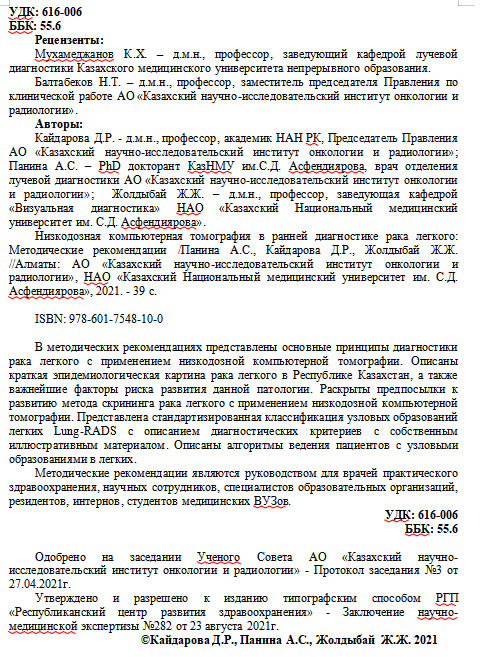 УДК: 616-006
ББК: 55.6
Рецензенты:
Мухамеджанов К.Х. – д.м.н., профессор, заведующий кафедрой лучевой
диагностики Казахского медицинского университета непрерывного образования.
Балтабеков Н.Т. – д.м.н., профессор, заместитель председателя Правления по
клинической работе АО «Казахский научно-исследовательский институт онкологии и
радиологии».
Авторы:
Кайдарова Д.Р. - д.м.н., профессор, академик НАН РК, Председатель Правления
АО «Казахский научно-исследовательский институт онкологии и радиологии»;
Панина А.С. – PhD докторант КазНМУ им.С.Д. Асфендиярова, врач отделения
лучевой диагностики АО «Казахский научно-исследовательский институт онкологии
и радиологии»; Жолдыбай Ж.Ж. – д.м.н., профессор, заведующая кафедрой
«Визуальная диагностика» НАО «Казахский Национальный медицинский
университет им. С.Д. Асфендиярова».
Низкодозная компьютерная томография в ранней диагностике рака легкого:
Методические рекомендации /Панина А.С., Кайдарова Д.Р., Жолдыбай Ж.Ж.
//Алматы: АО «Казахский научно-исследовательский институт онкологии и
радиологии», НАО «Казахский Национальный медицинский университет им. С.Д.
Асфендиярова», 2021. - 39 с.
ISBN: 978-601-7548-10-0
В методических рекомендациях представлены основные принципы диагностики
рака легкого с применением низкодозной компьютерной томографии. Описаны
краткая эпидемиологическая картина рака легкого в Республике Казахстан, а также
важнейшие факторы риска развития данной патологии. Раскрыты предпосылки к
развитию метода скрининга рака легкого с применением низкодозной компьютерной
томографии. Представлена стандартизированная классификация узловых образований
легких Lung-RADS с описанием диагностических критериев с собственным
иллюстративным материалом. Описаны алгоритмы ведения пациентов с узловыми
образованиями в легких.
Методические рекомендации являются руководством для врачей практического
здравоохранения, научных сотрудников, специалистов образовательных организаций,
резидентов, интернов, студентов медицинских ВУЗов.
УДК: 616-006
ББК: 55.6
Одобрено на заседании Ученого Совета АО «Казахский научно-
исследовательский институт онкологии и радиологии» - Протокол заседания №3 от
27.04.2021г.
Утверждено и разрешено к изданию типографским способом РГП
«Республиканский центр развития здравоохранения» - Заключение научно-
медицинской экспертизы №282 от 23 августа 2021г.
©Кайдарова Д.Р., Панина А.С., Жолдыбай Ж.Ж. 2021